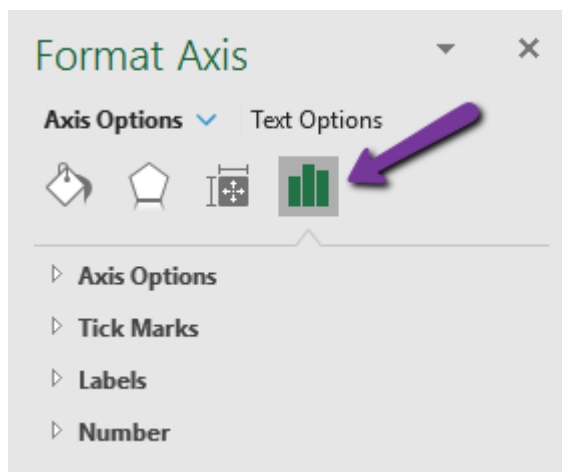 Format Axis
Axis Options Text Options
Axis Options
Tick Marks
Labels
Number